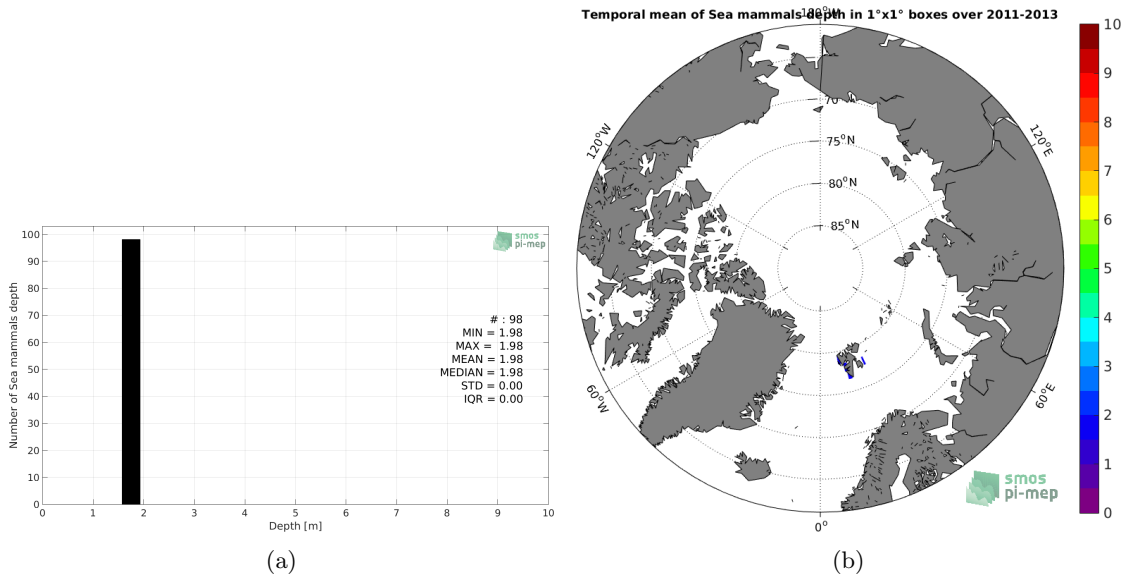 Temporal mean of Sea mammals depth in 1°x1° boxes over 2011-2013
180°W
120°W
120°E
60°W
60°E
0°
70°N
75°N
80°N
85°N
10
9
8
7
6
5
4
3
2
1
0
smos
pi-mep
(b)
Number of Sea mammals depth
100
90
80
70
60
50
40
30
20
10
0
smos
pi-mep
# : 98
MIN = 1.98
MAX = 1.98
MEAN = 1.98
MEDIAN = 1.98
STD = 0.00
IQR = 0.00
0 1 2 3 4 5 6 7 8 9 10
Depth [m]
(a)